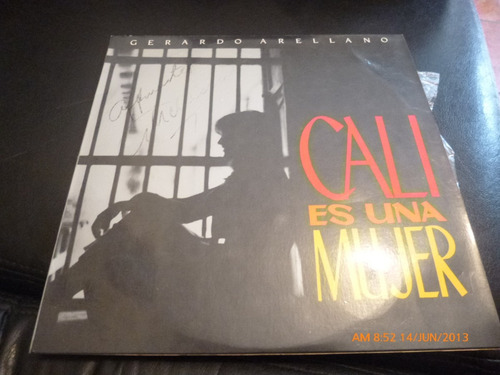 GERARDO ARELLANO
CALI
ES UNA
MUJER
AM 8:52 14/JUN/2013